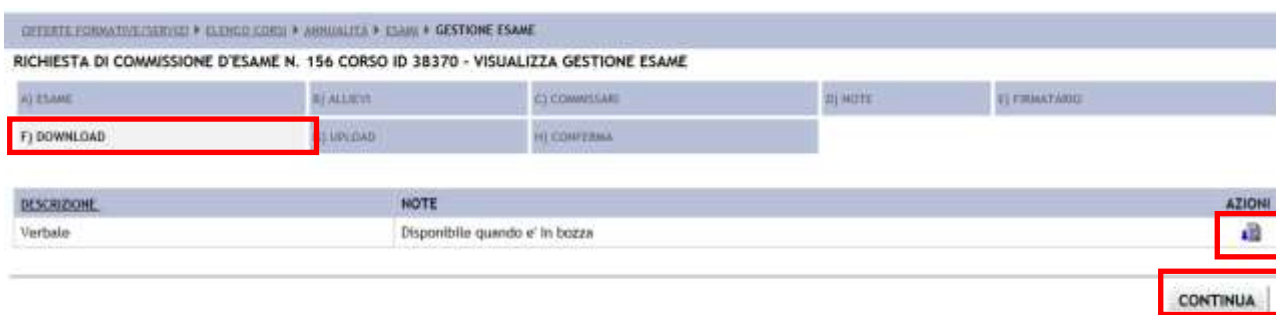 OFFERTE FORMATIVE/SERVIZI ELENCO CORSI ANNUALITÀ ESAMI GESTIONE ESAME
RICHIESTA DI COMMISSIONE D'ESAME N. 156 CORSO ID 38370 - VISUALIZZA GESTIONE ESAME
A) ESAME B) ALLIEVI C) COMMISSARI D) NOTE E) FIRMATARIO
F) DOWNLOAD G) UPLOAD H) CONFERMA
DESCRIZIONE NOTE AZIONI
Verbale Disponibile quando e' in bozza
CONTINUA